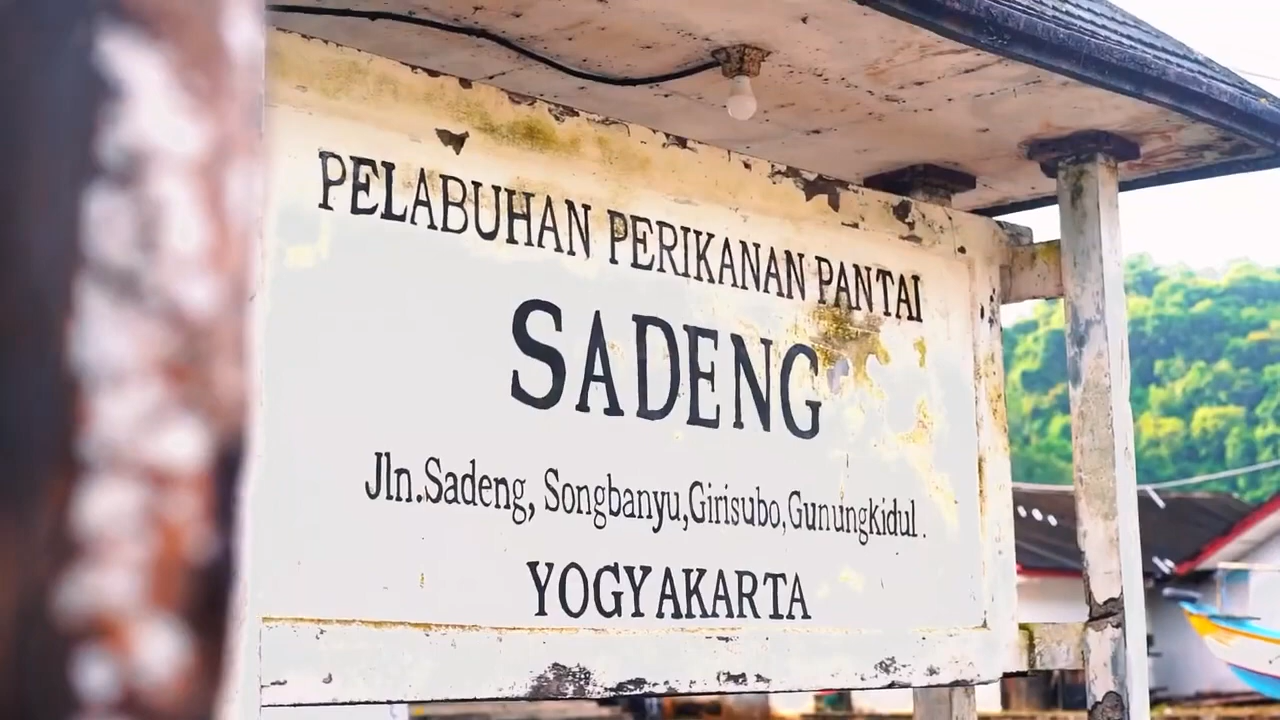 PELABUHAN PERIKANAN PANTAI
SADENG
Jln.Sadeng, Songbanyu,Girisubo,Gunungkidul.
YOGYAKARTA